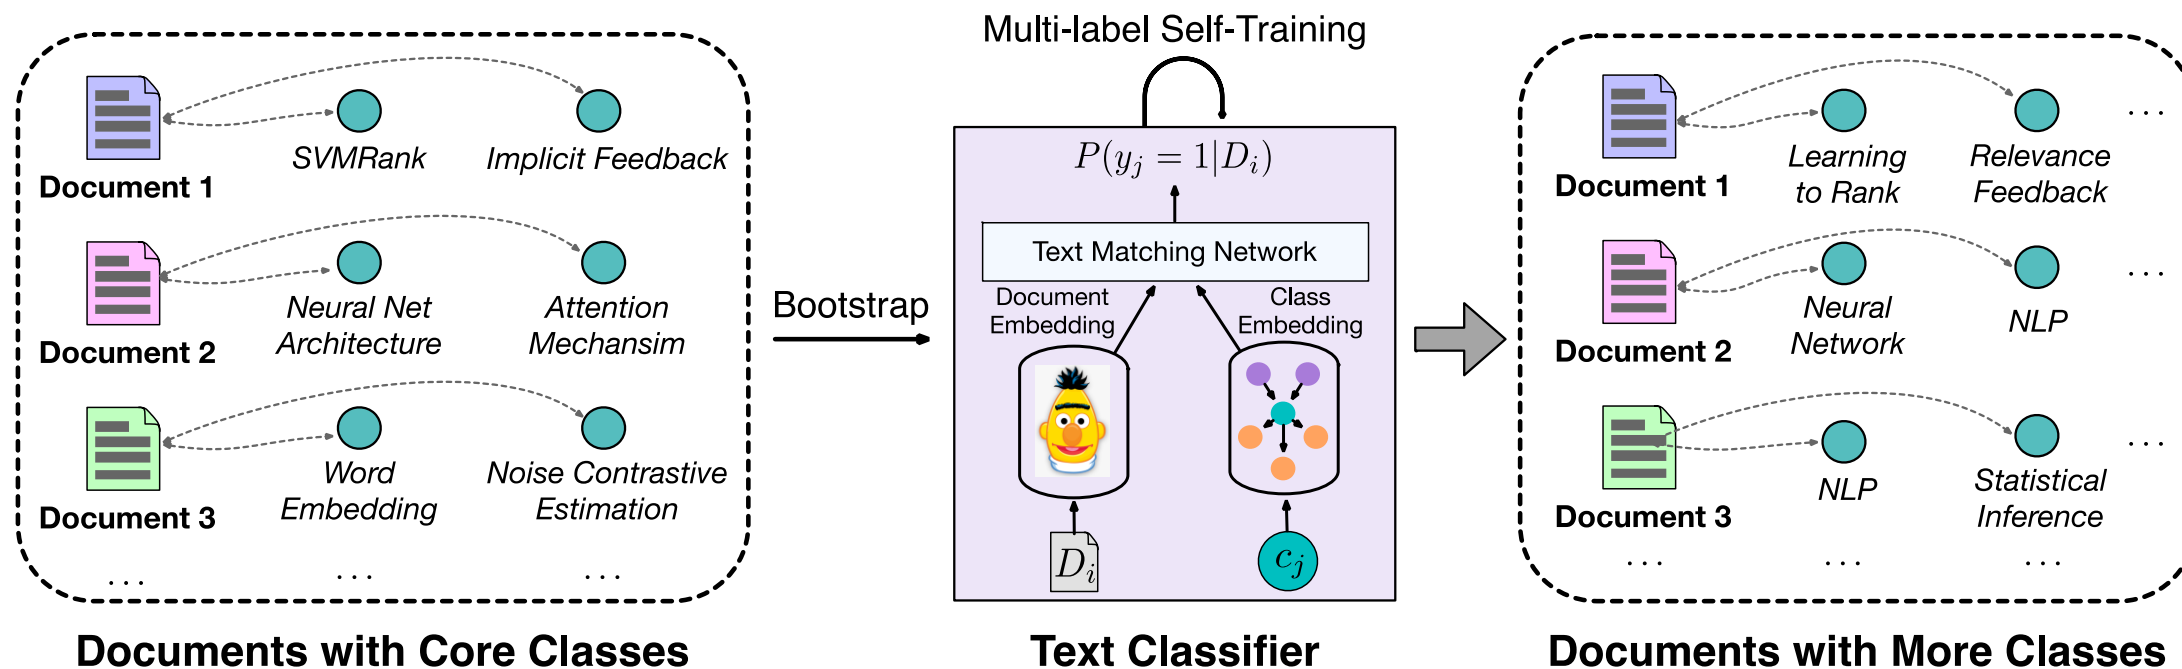 Multi-label Self-Training
SVMRank
Implicit Feedback
Document 1
Neural Net
Architecture
Attention
Mechansim
Document 2
Word
Embedding
Noise Contrastive
Estimation
Document 3
. . .
. . .
. . .
Documents with Core Classes
Bootstrap
P(y_j = 1|D_i)
Text Matching Network
Document
Embedding
Class
Embedding
D_i
c_j
Text Classifier
Learning
to Rank
Relevance
Feedback
. . .
Document 1
Neural
Network
NLP
. . .
Document 2
NLP
Statistical
Inference
. . .
Document 3
. . .
. . .
. . .
Documents with More Classes